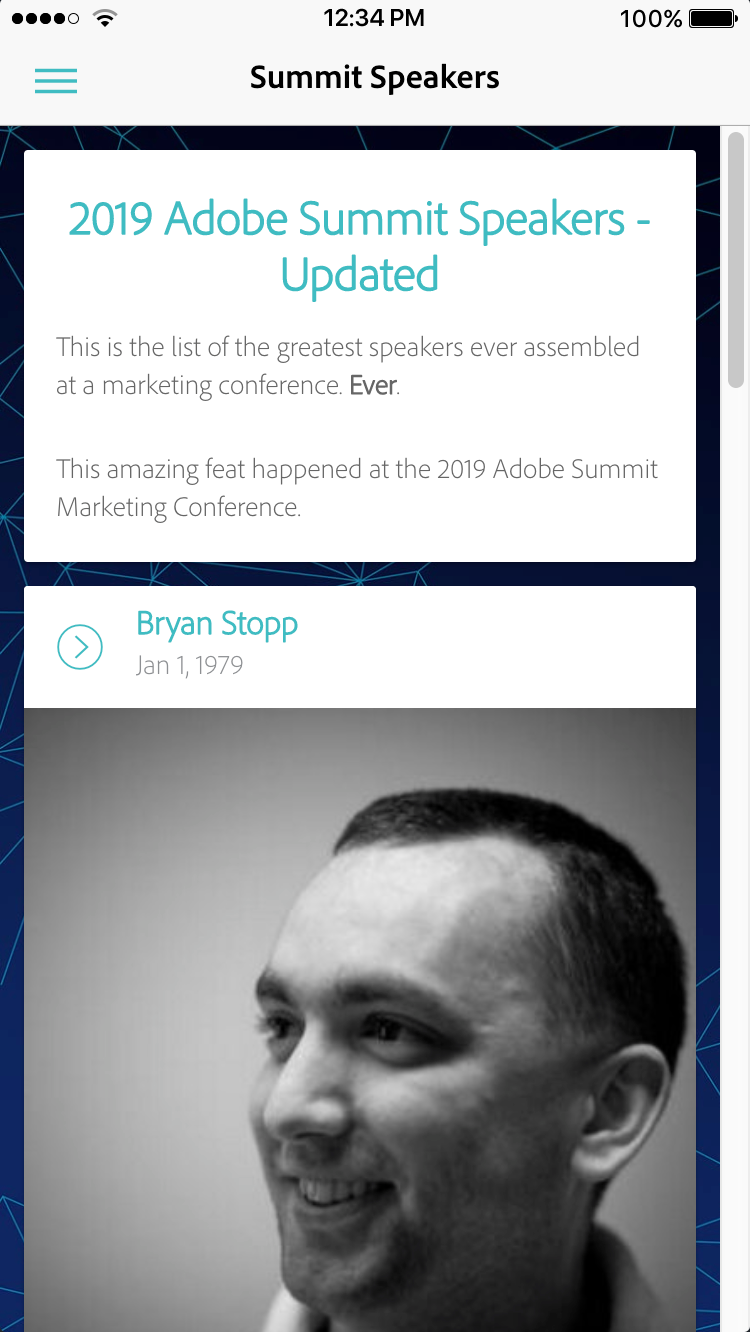 12:34 PM
100%
Summit Speakers
2019 Adobe Summit Speakers -
Updated
This is the list of the greatest speakers ever assembled
at a marketing conference. Ever.
This amazing feat happened at the 2019 Adobe Summit
Marketing Conference.
Bryan Stopp
Jan 1, 1979